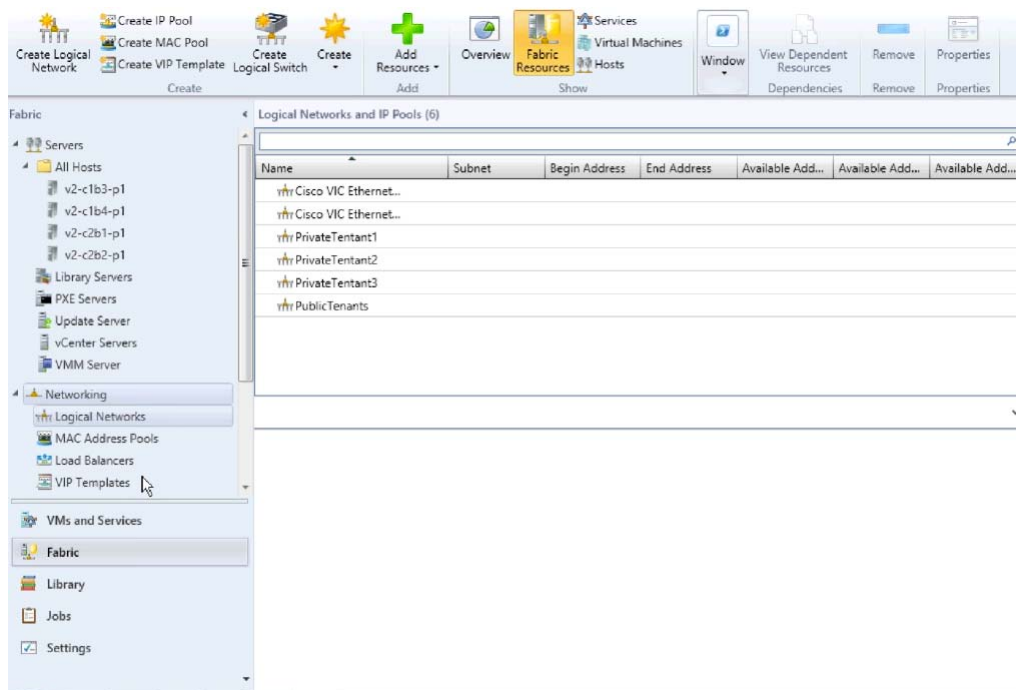 Create IP Pool
Create MAC Pool
Create VIP Template
Create Logical
Network
Create
Logical Switch
Create
Add
Resources
Overview
Fabric
Resources
Services
Virtual Machines
Hosts
Window
View Dependent
Resources
Remove
Properties
Create
Add
Show
Dependencies
Remove
Properties
Fabric
Logical Networks and IP Pools (6)
Servers
All Hosts
v2-c1b3-p1
v2-c1b4-p1
v2-c2b1-p1
v2-c2b2-p1
Library Servers
PXE Servers
Update Server
vCenter Servers
VMM Server
Networking
Logical Networks
MAC Address Pools
Load Balancers
VIP Templates
VMs and Services
Fabric
Library
Jobs
Settings
Name Subnet Begin Address End Address Available Add... Available Add... Available Add...
Cisco VIC Ethernet...
Cisco VIC Ethernet...
PrivateTentant1
PrivateTentant2
PrivateTentant3
PublicTenants